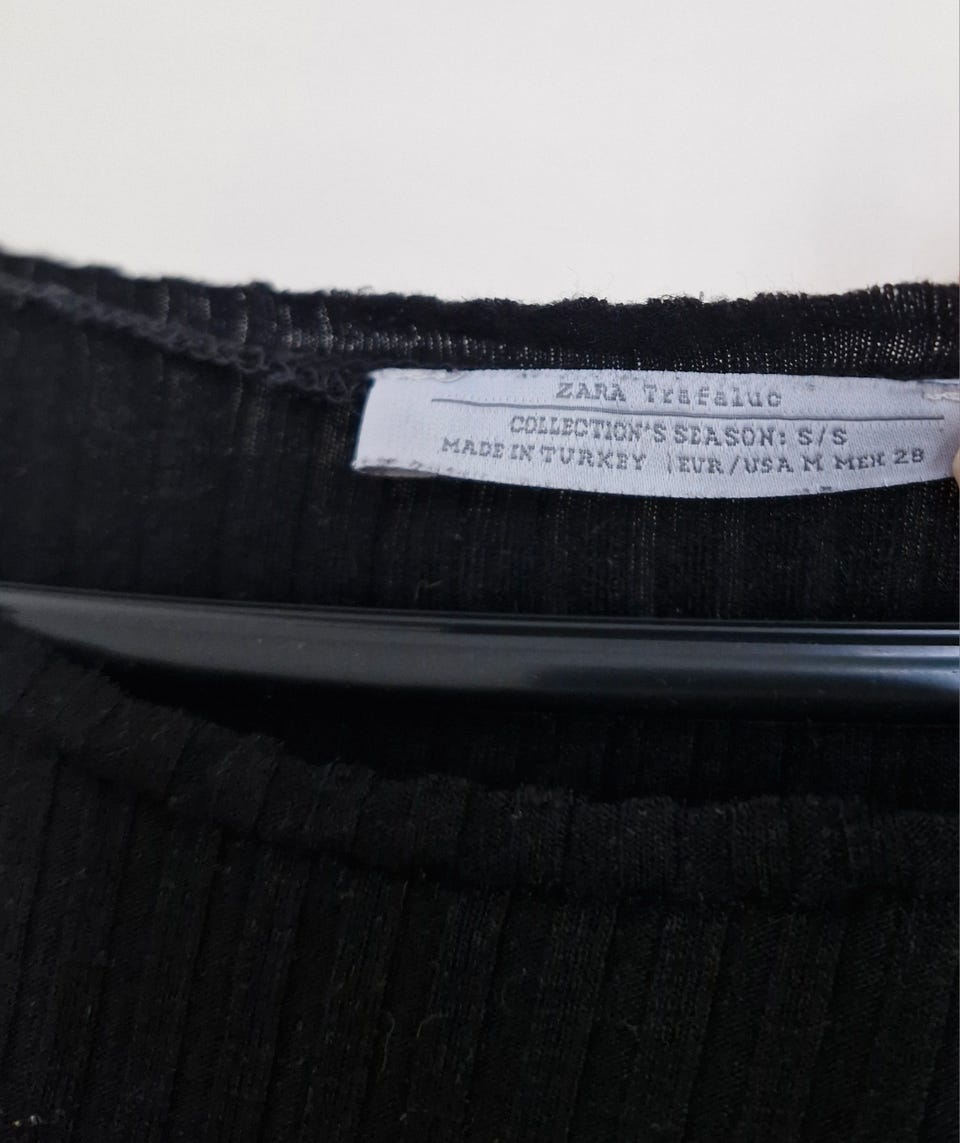 ZARA Trafaluc
COLLECTION'S SEASON: S/S
MADE IN TURKEY | EUR/USA M MEX 28